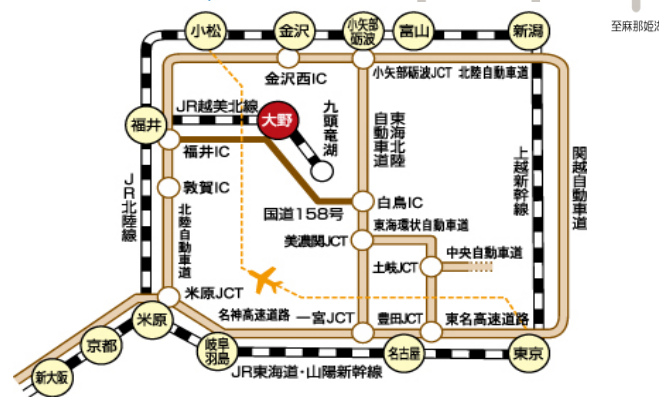 至麻那姫湖
小松
金沢
小矢部
砺波
富山
新潟
金沢西IC
小矢部砺波JCT 北陸自動車道
JR越美北線
大野
九頭竜湖
東海北陸
自動車道
福井
福井IC
上越新幹線
関越自動車道
JR北陸線
敦賀IC
国道158号
白鳥IC
北陸自動車道
東海環状自動車道
美濃関JCT
中央自動車道
土岐JCT
米原JCT
名神高速道路
一宮JCT
豊田JCT
東名高速道路
米原
京都
岐阜
羽島
名古屋
東京
新大阪
JR東海道・山陽新幹線